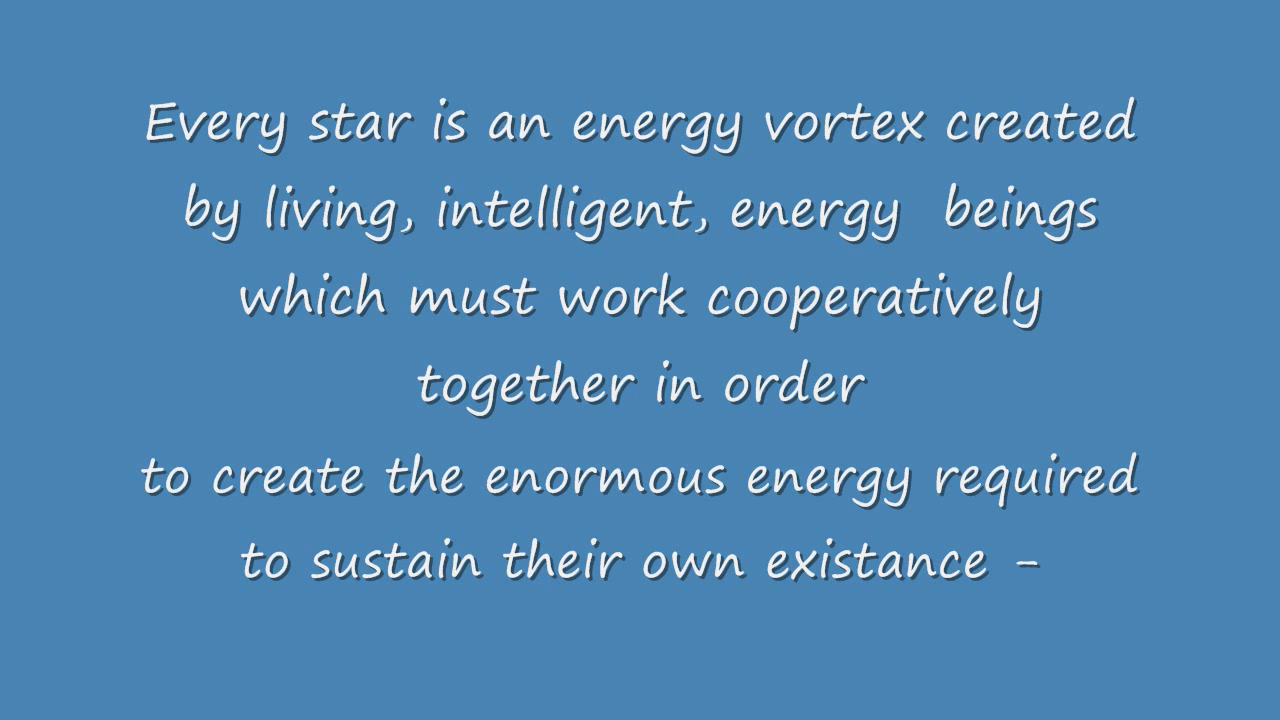 Every star is an energy vortex created
by living, intelligent, energy  beings
which must work cooperatively
together in order
to create the enormous energy required
to sustain their own existance -